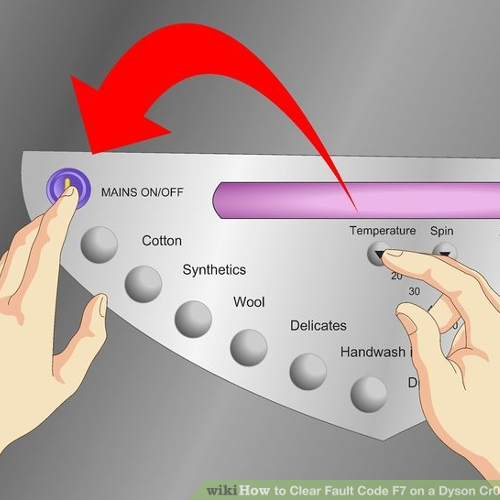 MAINS ON/OFF
Temperature
Spin
Cotton
20
Synthetics
30
Wool
Delicates
Handwash
wikiHow to Clear Fault Code F7 on a Dyson Cr0